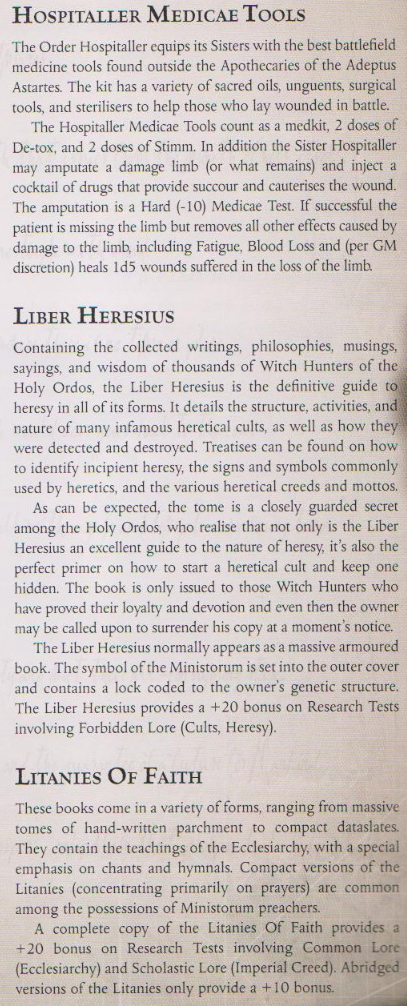 HOSPITALLER MEDICAE TOOLS
The Order Hospitaller equips its Sisters with the best battlefield
medicine tools found outside the Apothecaries of the Adeptus
Astartes. The kit has a variety of sacred oils, unguents, surgical
tools, and sterilisers to help those who lay wounded in battle.
The Hospitaller Medicae Tools count as a medkit, 2 doses of
De-tox, and 2 doses of Stimm. In addition the Sister Hospitaller
may amputate a damage limb (or what remains) and inject a
cocktail of drugs that provide succour and cauterises the wound.
The amputation is a Hard (-10) Medicae Test. If successful the
patient is missing the limb but removes all other effects caused by
damage to the limb, including Fatigue, Blood Loss and (per GM
discretion) heals 1d5 wounds suffered in the loss of the limb.
LIBER HERESIUS
Containing the collected writings, philosophies, musings,
sayings, and wisdom of thousands of Witch Hunters of the
Holy Ordos, the Liber Heresius is the definitive guide to
heresy in all of its forms. It details the structure, activities, and
nature of many infamous heretical cults, as well as how they
were detected and destroyed. Treatises can be found on how
to identify incipient heresy, the signs and symbols commonly
used by heretics, and the various heretical creeds and mottos.
As can be expected, the tome is a closely guarded secret
among the Holy Ordos, who realise that not only is the Liber
Heresius an excellent guide to the nature of heresy, it's also the
perfect primer on how to start a heretical cult and keep one
hidden. The book is only issued to those Witch Hunters who
have proved their loyalty and devotion and even then the owner
may be called upon to surrender his copy at a moment's notice.
The Liber Heresius normally appears as a massive armoured
book. The symbol of the Ministorum is set into the outer cover
and contains a lock coded to the owner's genetic structure.
The Liber Heresius provides a +20 bonus on Research Tests
involving Forbidden Lore (Cults, Heresy).
LITANIES OF FAITH
These books come in a variety of forms, ranging from massive
tomes of hand-written parchment to compact dataslates.
They contain the teachings of the Ecclesiarchy, with a special
emphasis on chants and hymnals. Compact versions of the
Litanies (concentrating primarily on prayers) are common
among the possessions of Ministorum preachers.
A complete copy of the Litanies Of Faith provides a
+20 bonus on Research Tests involving Common Lore
(Ecclesiarchy) and Scholastic Lore (Imperial Creed). Abridged
versions of the Litanies only provide a +10 bonus.